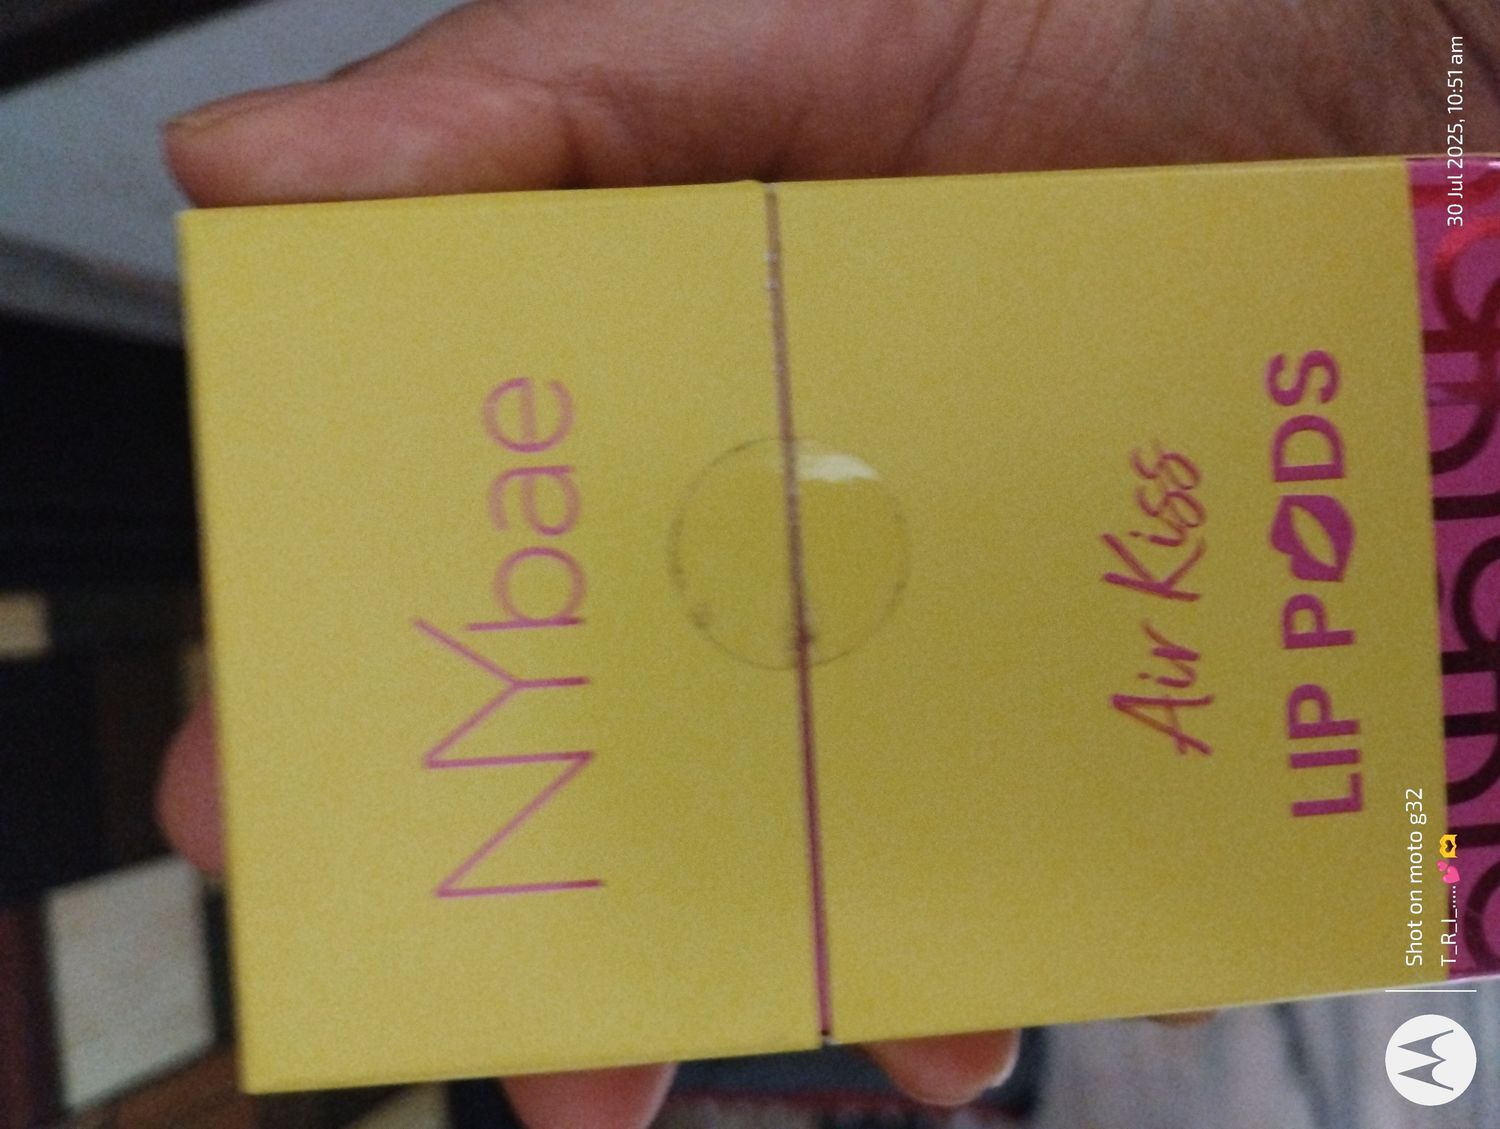 NYbae
Air Kiss
LIP PODS
Shot on moto g32
T_R_I_.....💕🫶
30 Jul 2025, 10:51 am